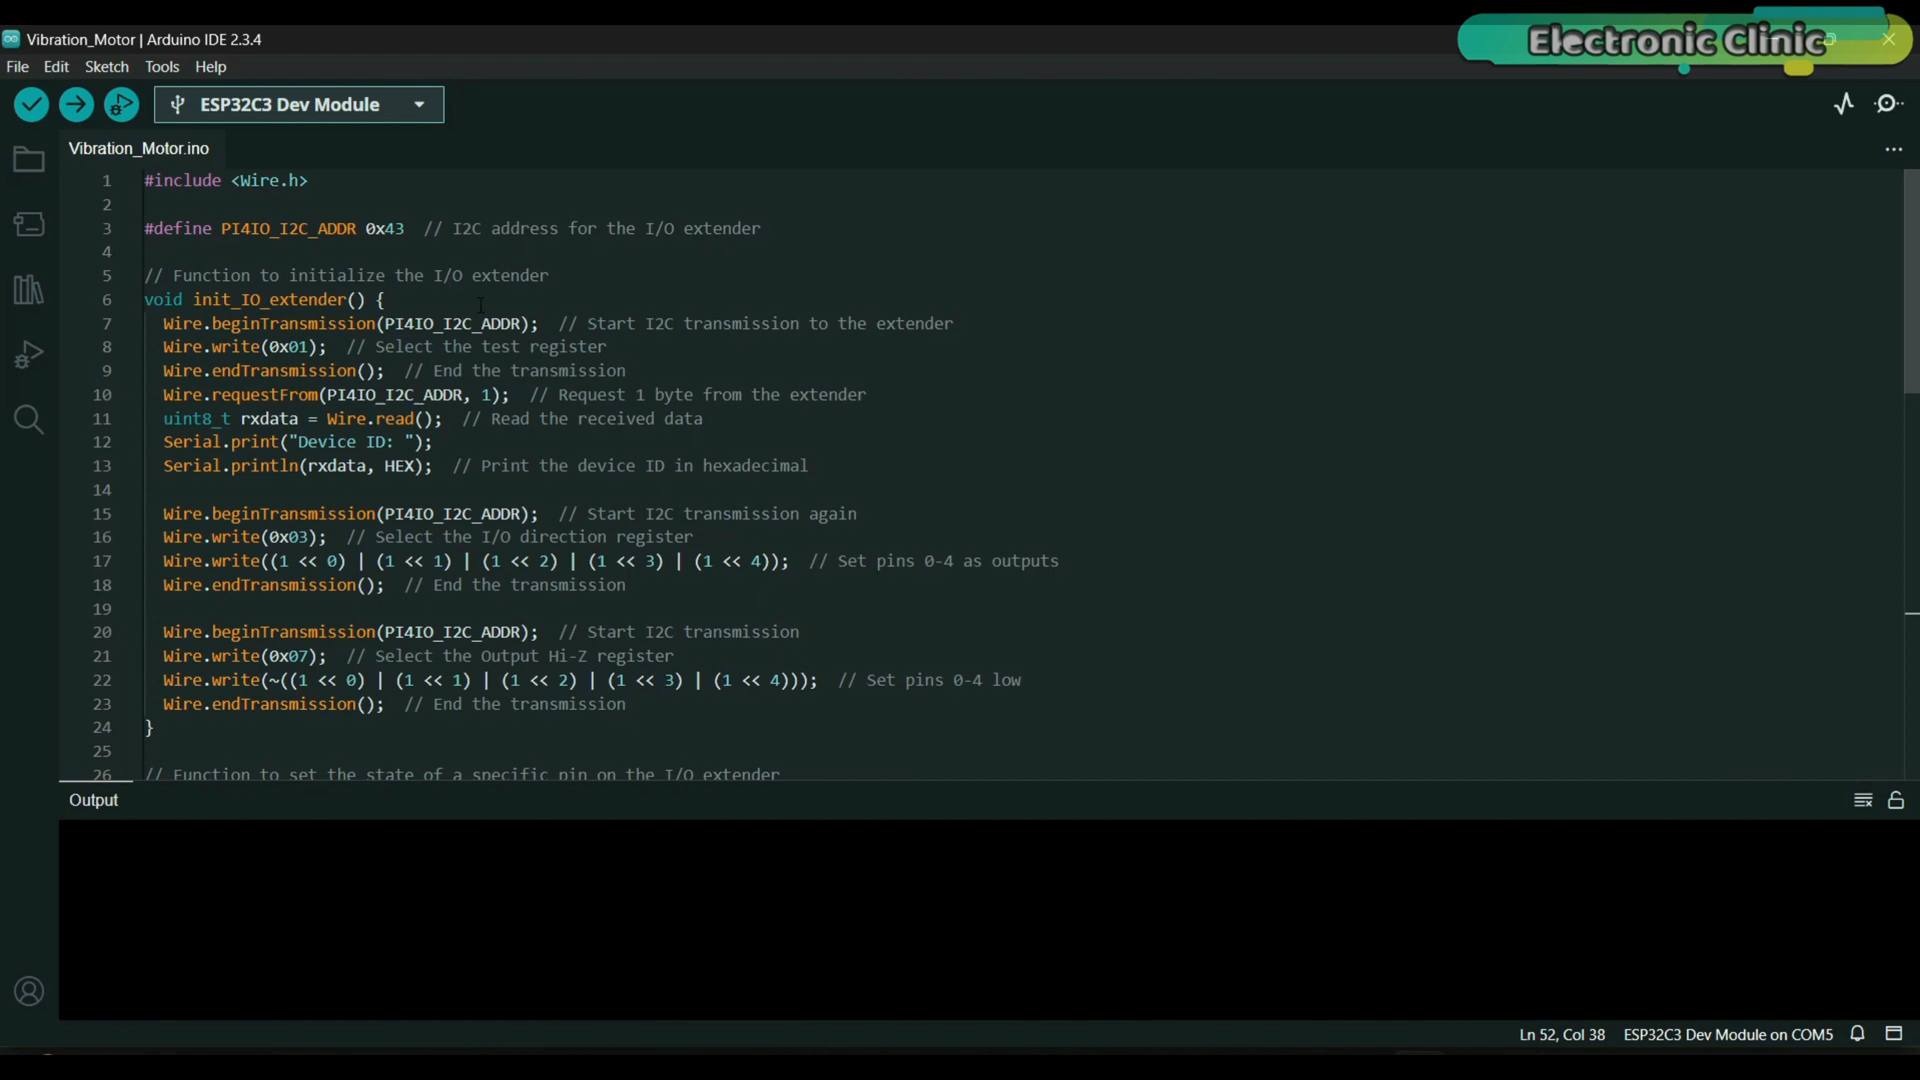 Vibration_Motor | Arduino IDE 2.3.4
Electronic Clinic
File Edit Sketch Tools Help
ESP32C3 Dev Module
Vibration_Motor.ino
1 #include <Wire.h>
2
3 #define PI4IO_I2C_ADDR 0x43  // I2C address for the I/O extender
4
5 // Function to initialize the I/O extender
6 void init_IO_extender() {
7   Wire.beginTransmission(PI4IO_I2C_ADDR);  // Start I2C transmission to the extender
8   Wire.write(0x01);  // Select the test register
9   Wire.endTransmission();  // End the transmission
10   Wire.requestFrom(PI4IO_I2C_ADDR, 1);  // Request 1 byte from the extender
11   uint8_t rxdata = Wire.read();  // Read the received data
12   Serial.print("Device ID: ");
13   Serial.println(rxdata, HEX);  // Print the device ID in hexadecimal
14
15   Wire.beginTransmission(PI4IO_I2C_ADDR);  // Start I2C transmission again
16   Wire.write(0x03);  // Select the I/O direction register
17   Wire.write((1 << 0) | (1 << 1) | (1 << 2) | (1 << 3) | (1 << 4));  // Set pins 0-4 as outputs
18   Wire.endTransmission();  // End the transmission
19
20   Wire.beginTransmission(PI4IO_I2C_ADDR);  // Start I2C transmission
21   Wire.write(0x07);  // Select the Output Hi-Z register
22   Wire.write(~((1 << 0) | (1 << 1) | (1 << 2) | (1 << 3) | (1 << 4)));  // Set pins 0-4 low
23   Wire.endTransmission();  // End the transmission
24 }
25
26 // Function to set the state of a specific pin on the I/O extender
Output
Ln 52, Col 38 ESP32C3 Dev Module on COM5